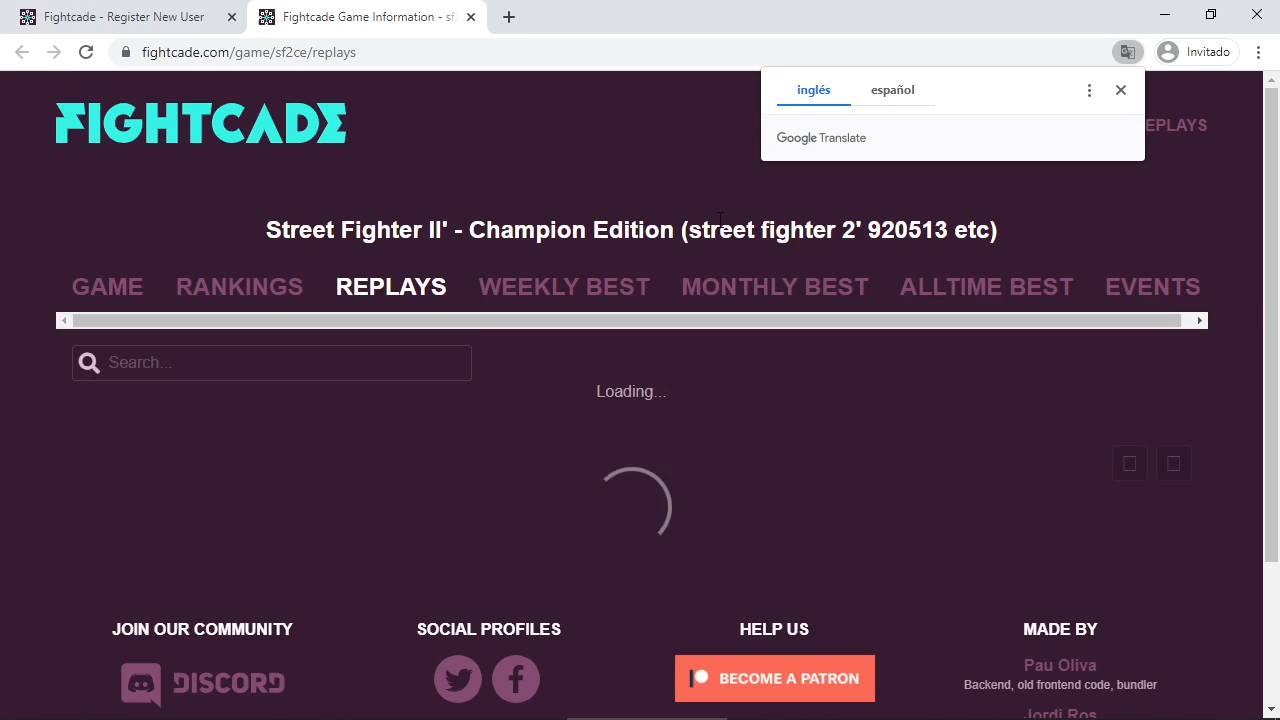 Fightcade - Register New User
Fightcade Game Information - sf2
fightcade.com/game/sf2ce/replays
Invitado
inglés
español
Google Translate
FIGHTCADE
EPLAYS
Street Fighter II' - Champion Edition (street fighter 2' 920513 etc)
GAME RANKINGS REPLAYS WEEKLY BEST MONTHLY BEST ALLTIME BEST EVENTS
Search...
Loading...
JOIN OUR COMMUNITY
SOCIAL PROFILES
HELP US
MADE BY
DISCORD
BECOME A PATRON
Pau Oliva
Backend, old frontend code, bundler
Jordi Ros